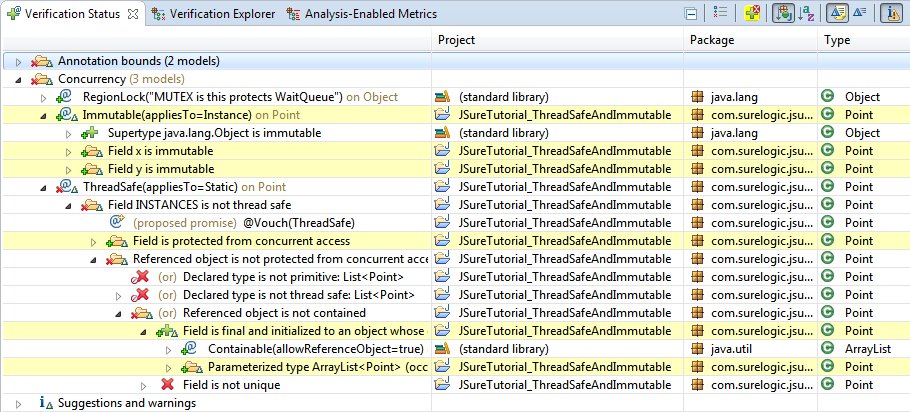 Verification Status Verification Explorer Analysis-Enabled Metrics
Project Package Type
Annotation bounds (2 models)
Concurrency (3 models)
RegionLock("MUTEX is this protects WaitQueue") on Object (standard library) java.lang Object
Immutable(appliesTo=Instance) on Point JSureTutorial_ThreadSafeAndImmutable com.surelogic.jsu... Point
Supertype java.lang.Object is immutable (standard library) java.lang Object
Field x is immutable JSureTutorial_ThreadSafeAndImmutable com.surelogic.jsu... Point
Field y is immutable JSureTutorial_ThreadSafeAndImmutable com.surelogic.jsu... Point
ThreadSafe(appliesTo=Static) on Point JSureTutorial_ThreadSafeAndImmutable com.surelogic.jsu... Point
Field INSTANCES is not thread safe JSureTutorial_ThreadSafeAndImmutable com.surelogic.jsu... Point
(proposed promise) @Vouch(ThreadSafe) JSureTutorial_ThreadSafeAndImmutable com.surelogic.jsu... Point
Field is protected from concurrent access JSureTutorial_ThreadSafeAndImmutable com.surelogic.jsu... Point
Referenced object is not protected from concurrent acce JSureTutorial_ThreadSafeAndImmutable com.surelogic.jsu... Point
(or) Declared type is not primitive: List<Point> JSureTutorial_ThreadSafeAndImmutable com.surelogic.jsu... Point
(or) Declared type is not thread safe: List<Point> JSureTutorial_ThreadSafeAndImmutable com.surelogic.jsu... Point
(or) Referenced object is not contained JSureTutorial_ThreadSafeAndImmutable com.surelogic.jsu... Point
Field is final and initialized to an object whose JSureTutorial_ThreadSafeAndImmutable com.surelogic.jsu... Point
Containable(allowReferenceObject=true) (standard library) java.util ArrayList
Parameterized type ArrayList<Point> (occ JSureTutorial_ThreadSafeAndImmutable com.surelogic.jsu... Point
Field is not unique JSureTutorial_ThreadSafeAndImmutable com.surelogic.jsu... Point
Suggestions and warnings